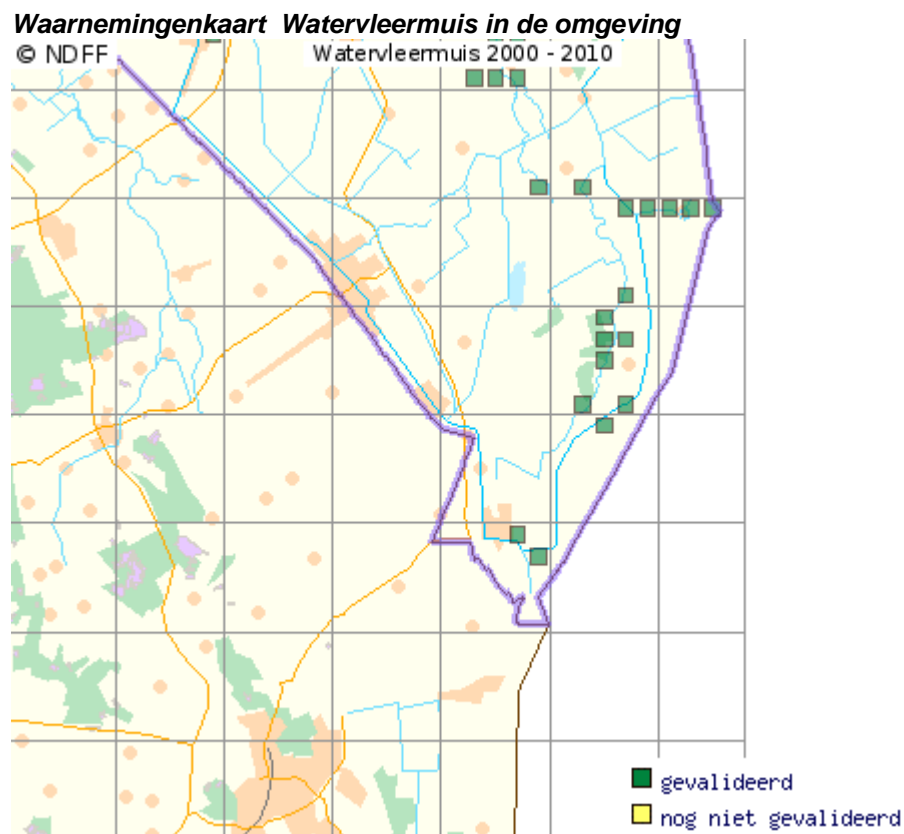 Waarnemingenkaart Watervleermuis in de omgeving
© NDFF
Watervleermuis 2000 - 2010
gevalideerd
nog niet gevalideerd